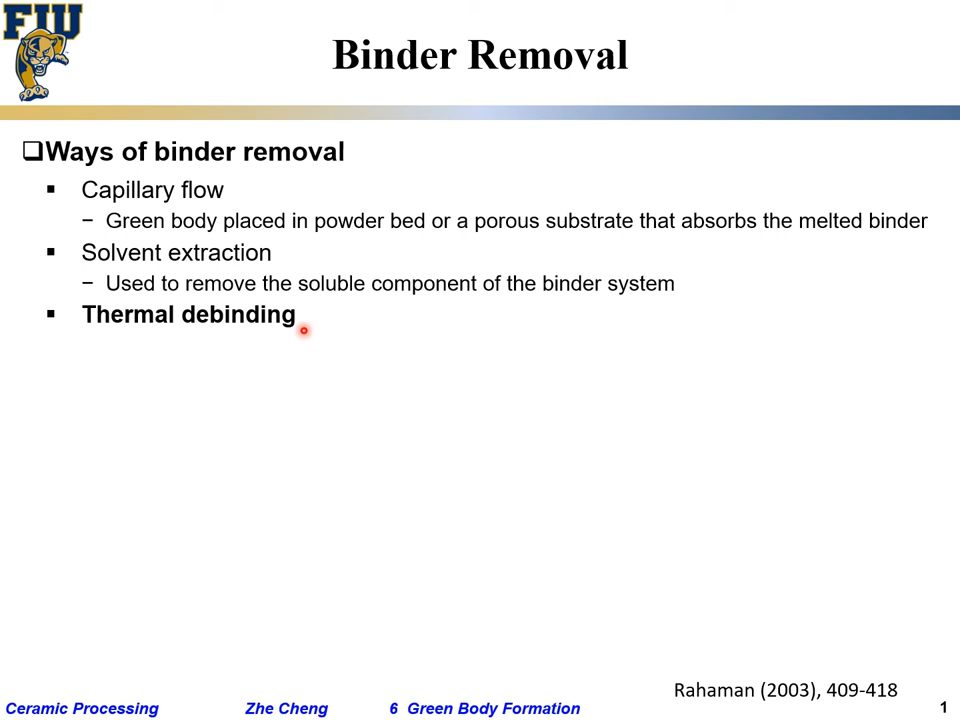 FIU
Binder Removal
❑Ways of binder removal
▪ Capillary flow
− Green body placed in powder bed or a porous substrate that absorbs the melted binder
▪ Solvent extraction
− Used to remove the soluble component of the binder system
▪ Thermal debinding
Rahaman (2003), 409-418
Ceramic Processing Zhe Cheng 6 Green Body Formation 1